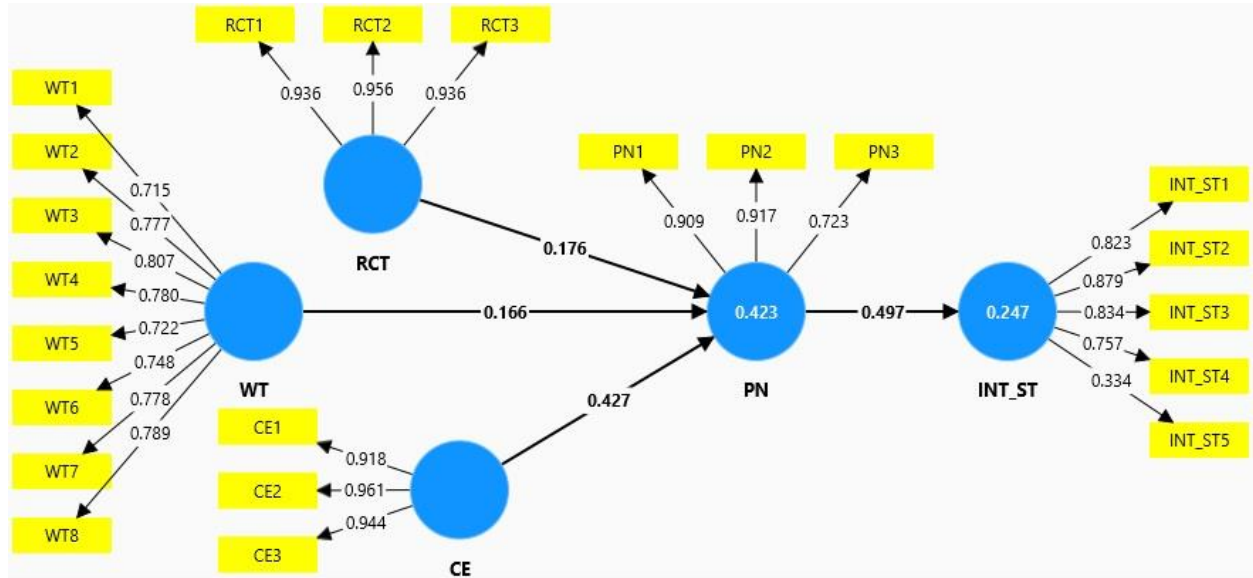 RCT1
RCT2
RCT3
0.936
0.956
0.936
RCT
WT1
WT2
WT3
WT4
WT5
WT6
WT7
WT8
0.715
0.777
0.807
0.780
0.722
0.748
0.778
0.789
WT
CE1
CE2
CE3
0.918
0.961
0.944
CE
0.176
0.166
0.427
PN1
PN2
PN3
0.909
0.917
0.723
0.423
PN
0.497
0.247
INT_ST
0.823
0.879
0.834
0.757
0.334
INT_ST1
INT_ST2
INT_ST3
INT_ST4
INT_ST5